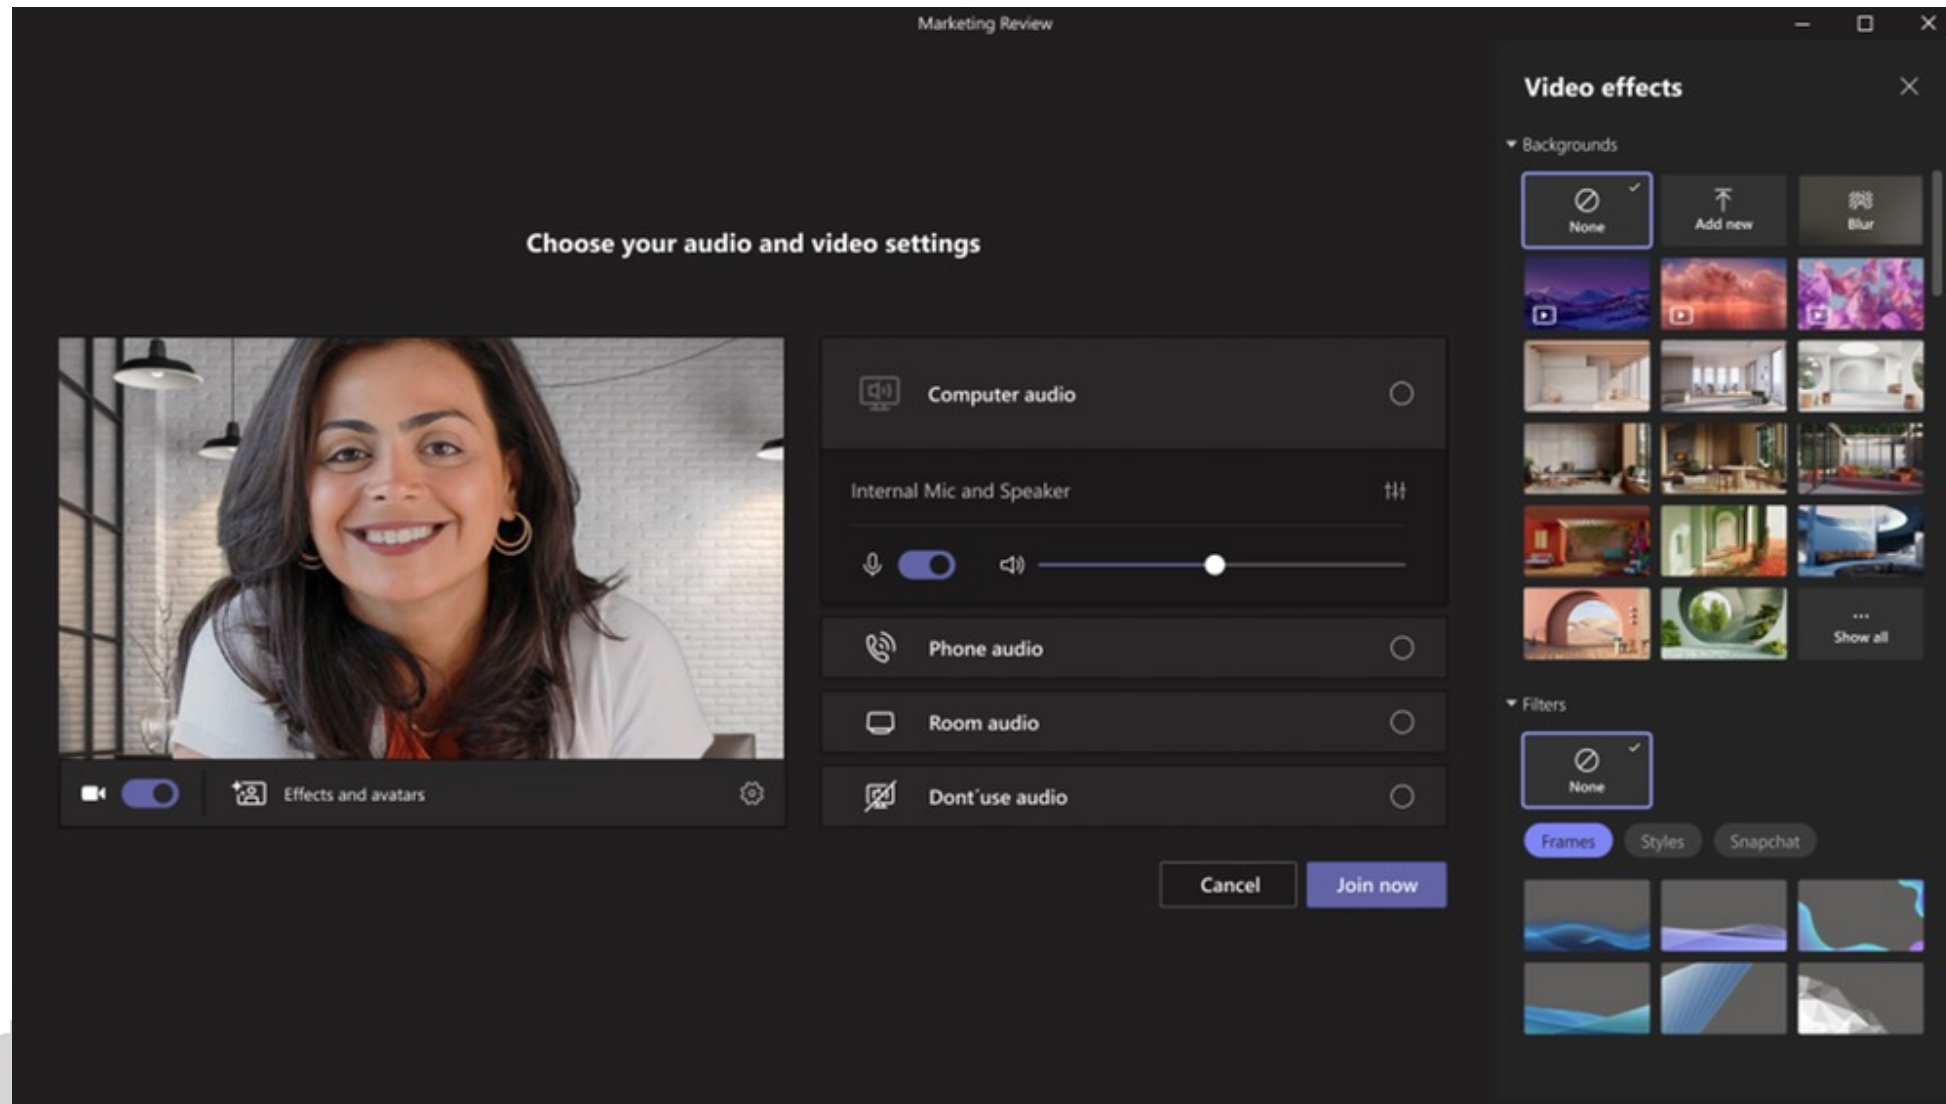 Marketing Review
Choose your audio and video settings
Effects and avatars
Computer audio
Internal Mic and Speaker
Phone audio
Room audio
Dont´use audio
Cancel
Join now
Video effects
Backgrounds
None
Add new
Blur
Show all
Filters
None
Frames
Styles
Snapchat